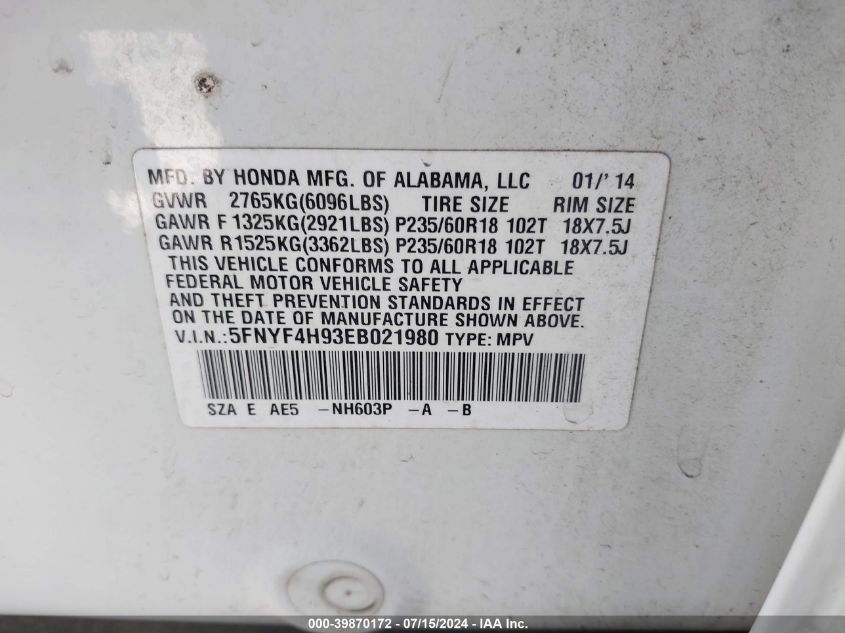 MFD. BY HONDA MFG. OF ALABAMA, LLC 01/'14
GVWR 2765KG(6096LBS) TIRE SIZE RIM SIZE
GAWR F1325KG(2921LBS) P235/60R18 102T 18X7.5J
GAWR R1525KG(3362LBS) P235/60R18 102T 18X7.5J
THIS VEHICLE CONFORMS TO ALL APPLICABLE
FEDERAL MOTOR VEHICLE SAFETY
AND THEFT PREVENTION STANDARDS IN EFFECT
ON THE DATE OF MANUFACTURE SHOWN ABOVE.
V.I.N.:5FNYF4H93EB021980 TYPE: MPV
SZA E AE5 -NH603P -A -B
000-39870172 - 07/15/2024 - IAA Inc.